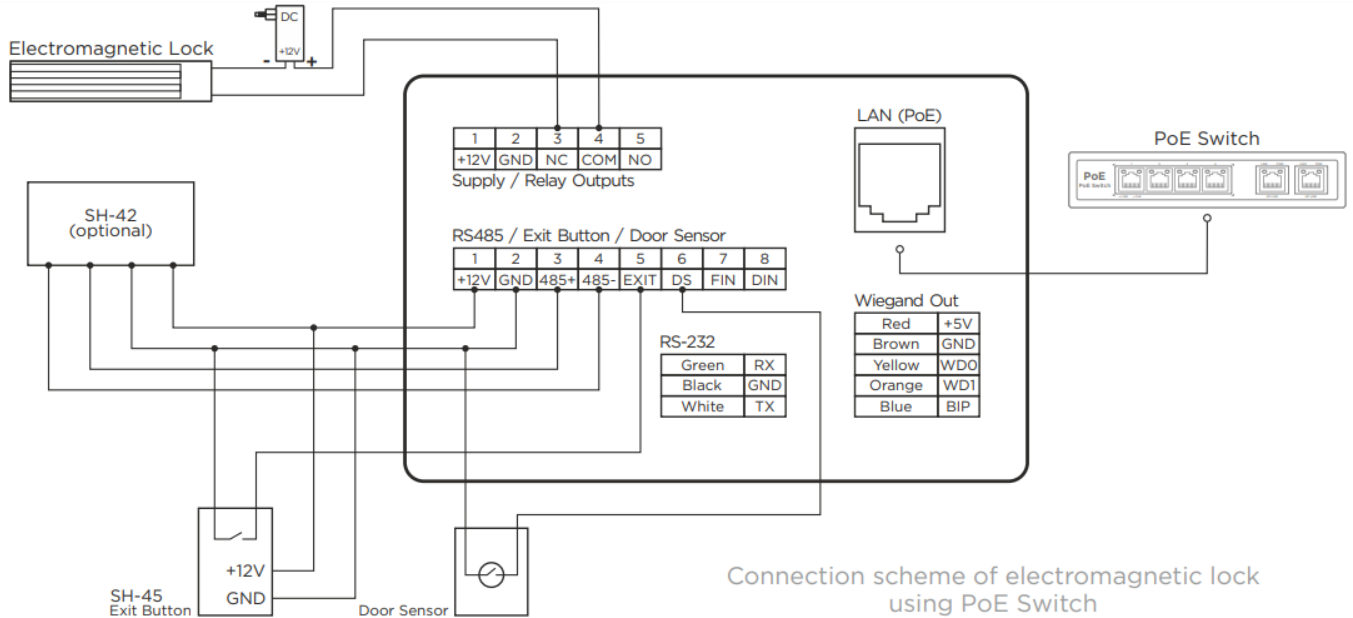 DC
+12V
- +
Electromagnetic Lock
LAN (PoE)
PoE Switch
1 2 3 4 5
+12V GND NC COM NO
Supply / Relay Outputs
PoE
PoE Switch
SH-42
(optional)
RS485 / Exit Button / Door Sensor
1 2 3 4 5 6 7 8
+12V GND 485+ 485- EXIT DS FIN DIN
Wiegand Out
Red +5V
Brown GND
Yellow WD0
Orange WD1
Blue BIP
RS-232
Green RX
Black GND
White TX
+12V
GND
SH-45
Exit Button
Door Sensor
Connection scheme of electromagnetic lock
using PoE Switch